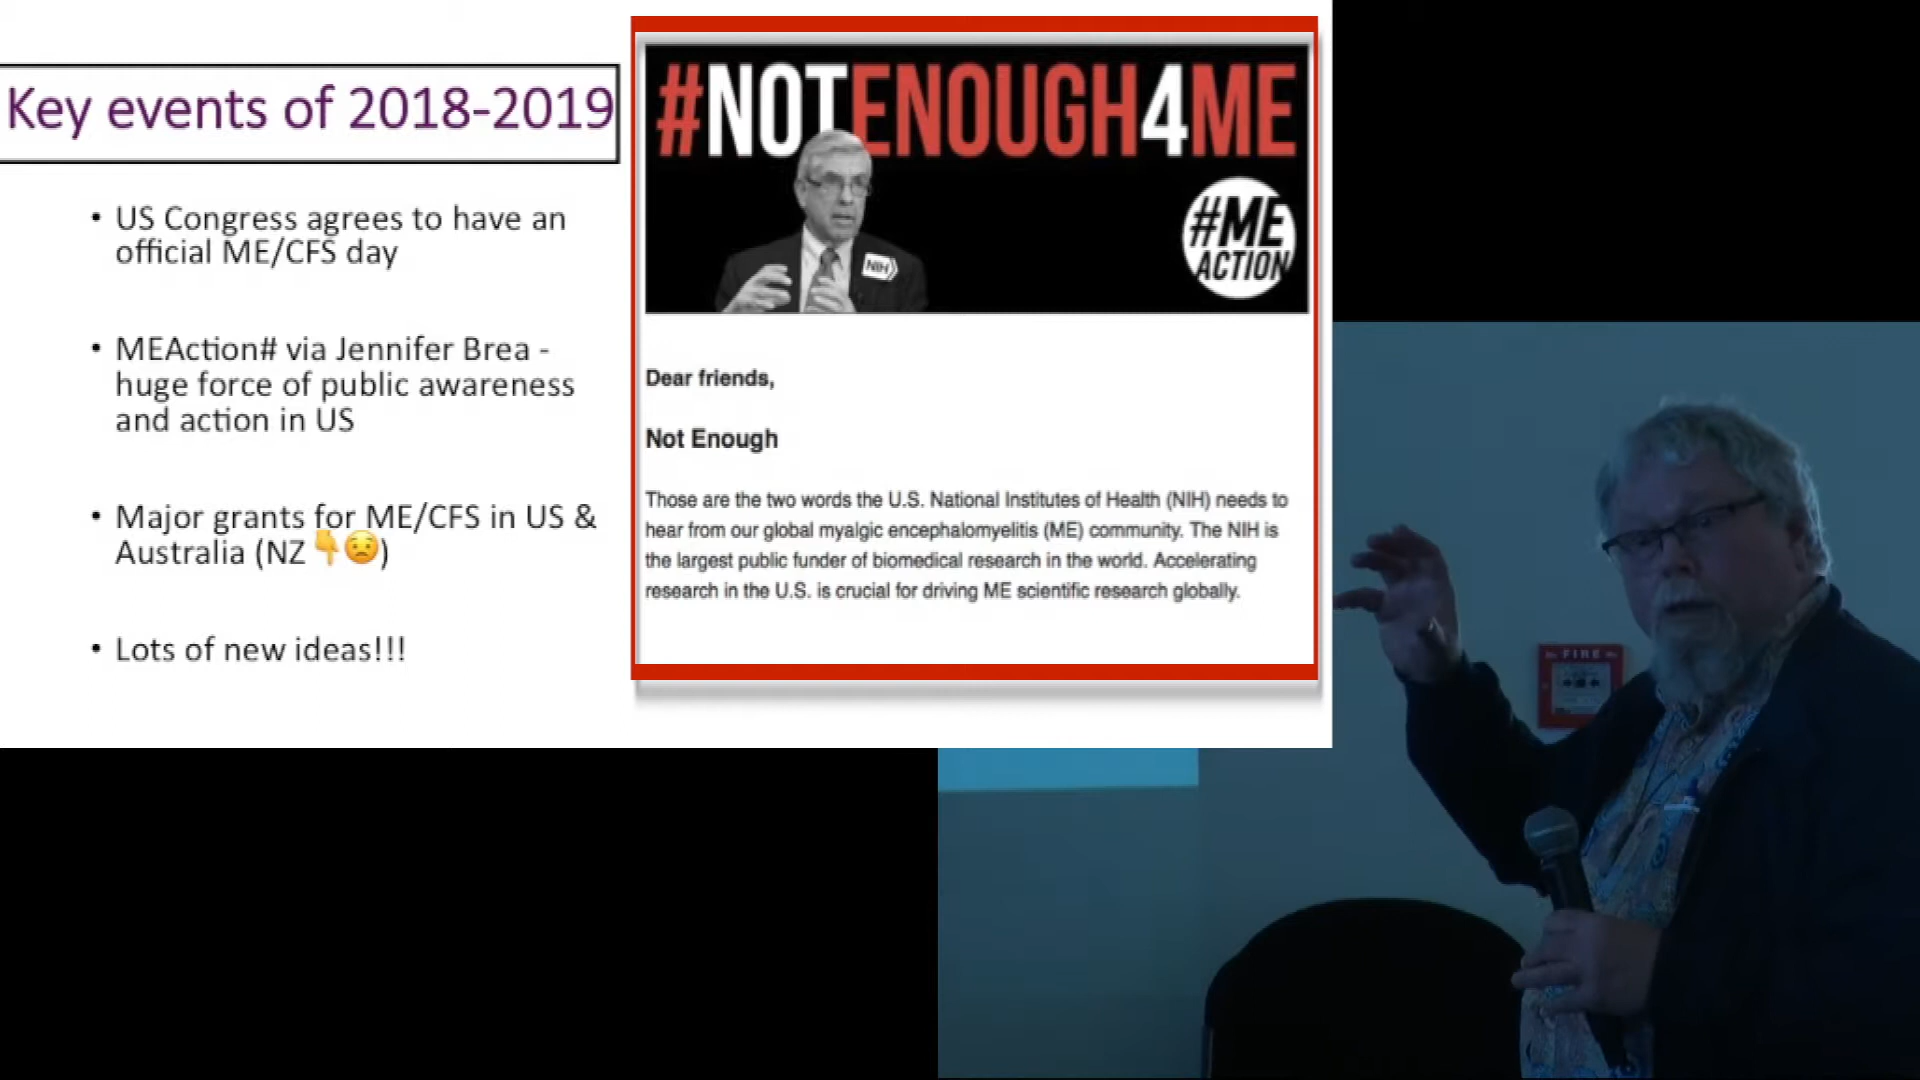 Key events of 2018-2019
• US Congress agrees to have an
official ME/CFS day
• MEAction# via Jennifer Brea -
huge force of public awareness
and action in US
• Major grants for ME/CFS in US &
Australia (NZ 👇😟)
• Lots of new ideas!!!
#NOTENOUGH4ME
NIH
#ME
ACTION
Dear friends,
Not Enough
Those are the two words the U.S. National Institutes of Health (NIH) needs to
hear from our global myalgic encephalomyelitis (ME) community. The NIH is
the largest public funder of biomedical research in the world. Accelerating
research in the U.S. is crucial for driving ME scientific research globally.
FIRE